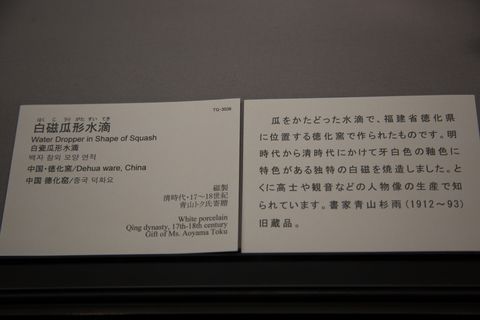 TG-3028
はく じ うり がた すい てき
白磁瓜形水滴
Water Dropper in Shape of Squash
白瓷瓜形水滴
백자 참외 모양 연적
中国・徳化窯/Dehua ware, China
中国 德化窑/중국 덕화요
磁製
清時代・17～18世紀
青山トク氏寄贈
White porcelain
Qing dynasty, 17th-18th century
Gift of Ms. Aoyama Toku
瓜をかたどった水滴で、福建省徳化県
に位置する徳化窯で作られたものです。明
時代から清時代にかけて牙白色の釉色に
特色がある独特の白磁を焼造しました。と
くに高士や観音などの人物像の生産で知
られています。書家青山杉雨(1912～93)
旧蔵品。